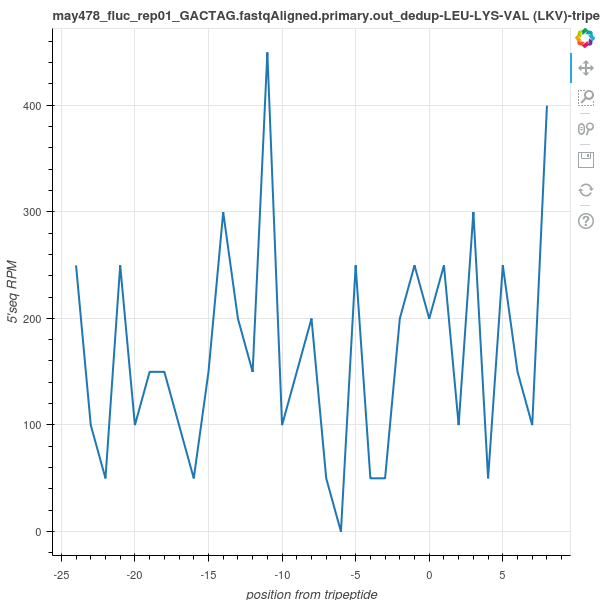 may478_fluc_rep01_GACTAG.fastqAligned.primary.out_dedup-LEU-LYS-VAL (LKV)-tripe
400
300
200
100
0
5'seq RPM
-25 -20 -15 -10 -5 0 5
position from tripeptide